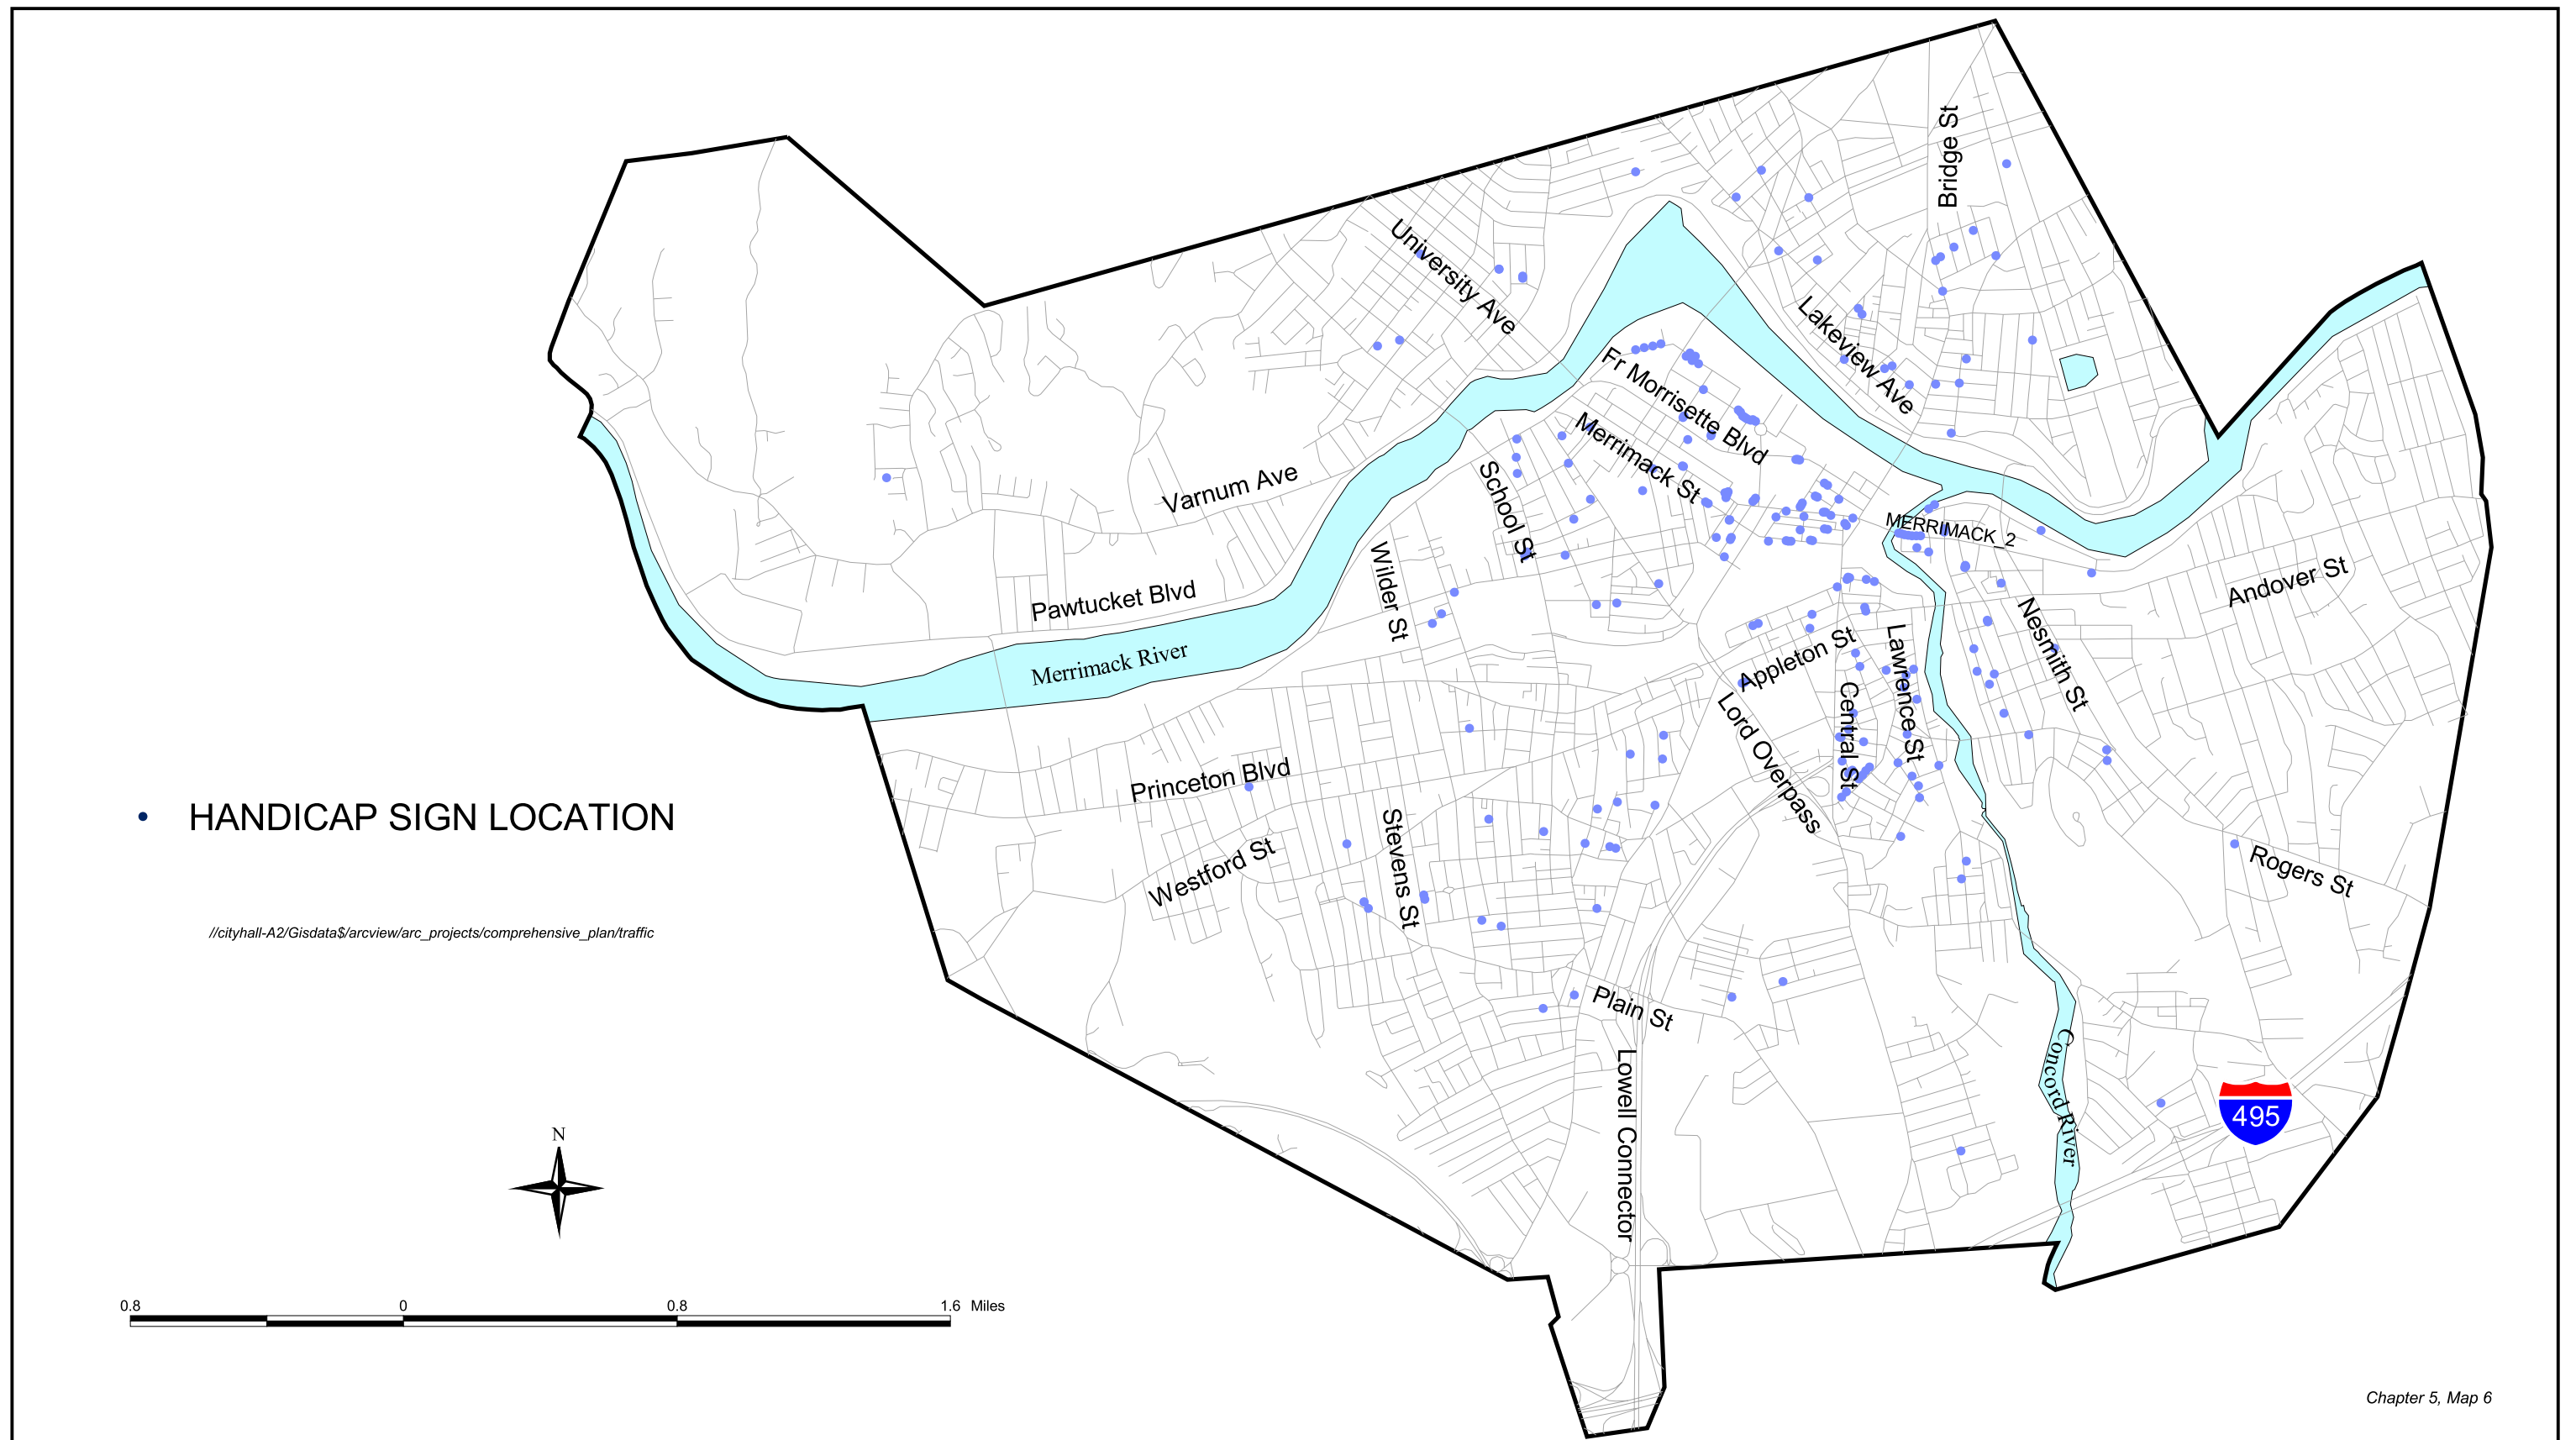 Bridge St
University Ave
Lakeview Ave
Fr Morrisette Blvd
Merrimack St
Varnum Ave
School St
MERRIMACK_2
Wilder St
Andover St
Pawtucket Blvd
Nesmith St
Merrimack River
Appleton St
Lawrence St
Central St
Lord Overpass
Princeton Blvd
HANDICAP SIGN LOCATION
Stevens St
Westford St
Rogers St
//cityhall-A2/Gisdata$/arcview/arc_projects/comprehensive_plan/traffic
Plain St
Concord River
Lowell Connector
495
N
0.8 0 0.8 1.6 Miles
Chapter 5, Map 6